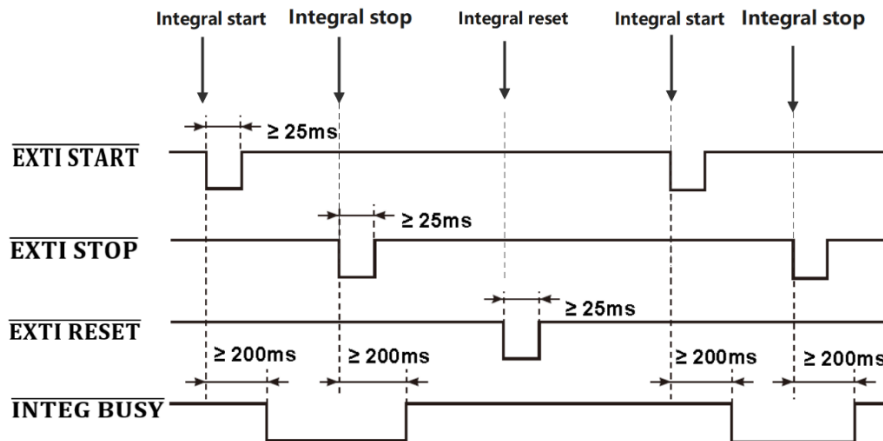 Integral start Integral stop Integral reset Integral start Integral stop
≥ 25ms
EXTI START
≥ 25ms
EXTI STOP
≥ 25ms
EXTI RESET
≥ 200ms ≥ 200ms ≥ 200ms ≥ 200ms
INTEG BUSY